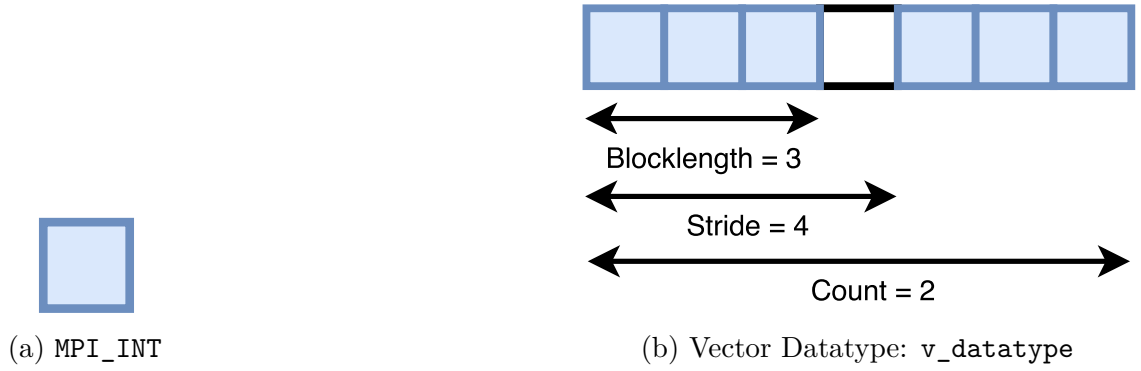 Blocklength = 3
Stride = 4
Count = 2
(a) MPI_INT
(b) Vector Datatype: v_datatype